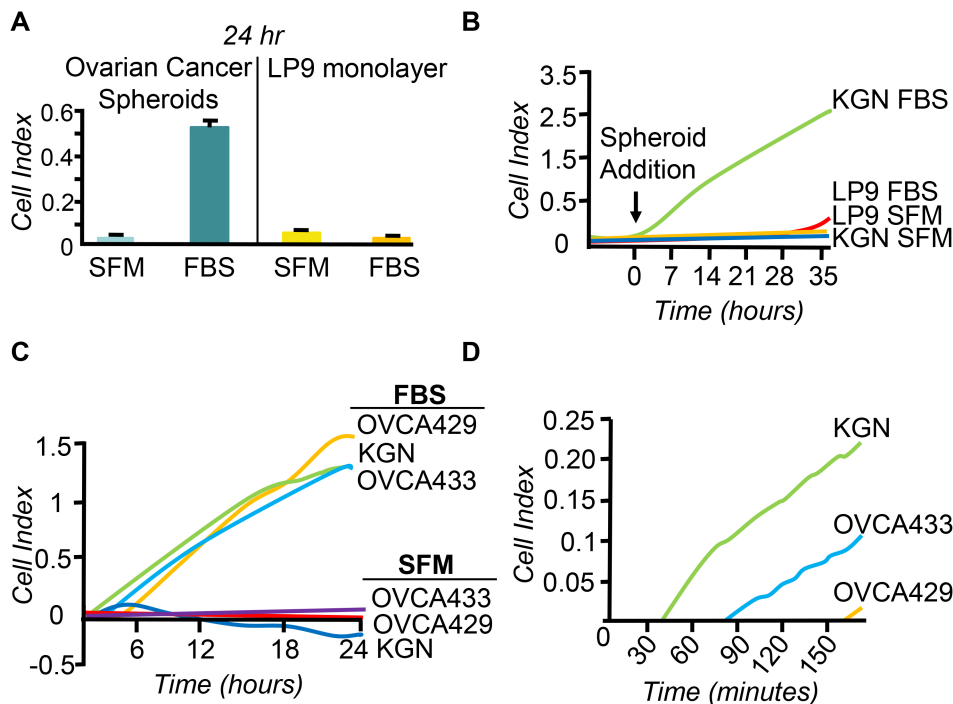 A
24 hr
Ovarian Cancer
Spheroids
LP9 monolayer
Cell Index
0.6
0.4
0.2
0
SFM
FBS
SFM
FBS
B
Cell Index
3.5
2.5
1.5
0.5
0
Spheroid
Addition
KGN FBS
LP9 FBS
LP9 SFM
KGN SFM
0
7
14
21
28
35
Time (hours)
C
Cell Index
1.5
1
0.5
0
-0.5
FBS
OVCA429
KGN
OVCA433
SFM
OVCA433
OVCA429
KGN
6
12
18
24
Time (hours)
D
Cell Index
0.25
0.20
0.15
0.1
0.05
0
KGN
OVCA433
OVCA429
30
60
90
120
150
Time (minutes)